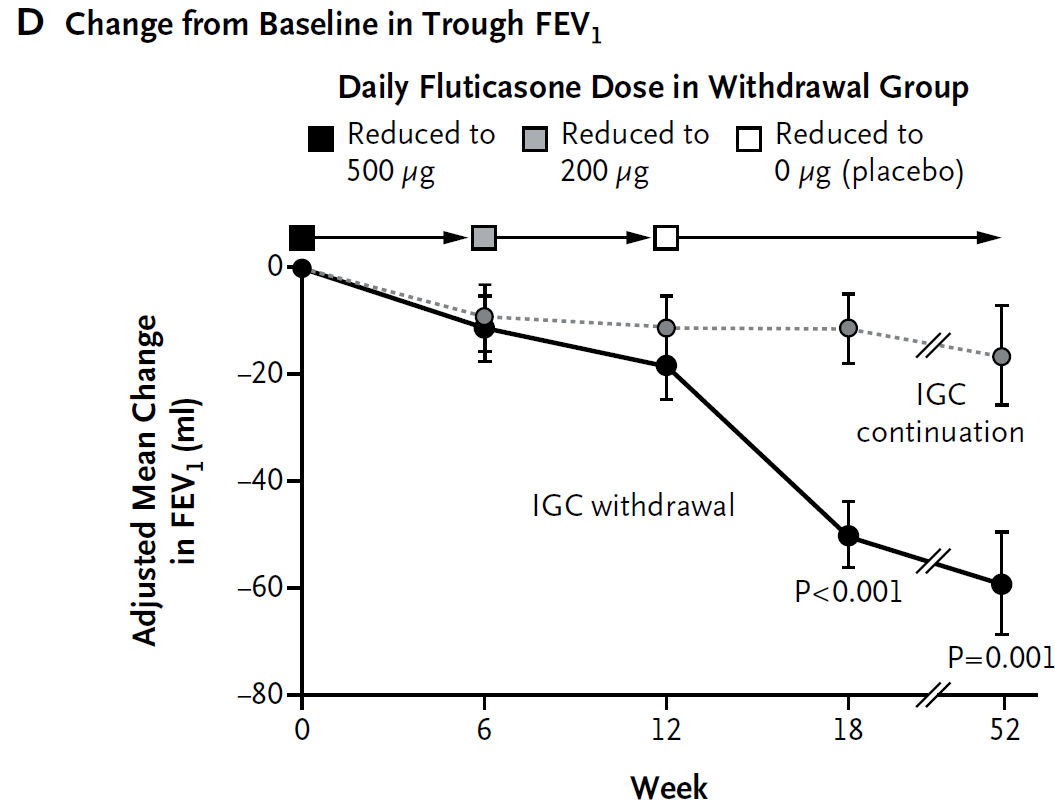 D Change from Baseline in Trough FEV₁
Daily Fluticasone Dose in Withdrawal Group
Reduced to
500 µg
Reduced to
200 µg
Reduced to
0 µg (placebo)
Adjusted Mean Change
in FEV₁ (ml)
0
–20
–40
–60
–80
IGC
continuation
IGC withdrawal
P<0.001
P=0.001
0 6 12 18 52
Week